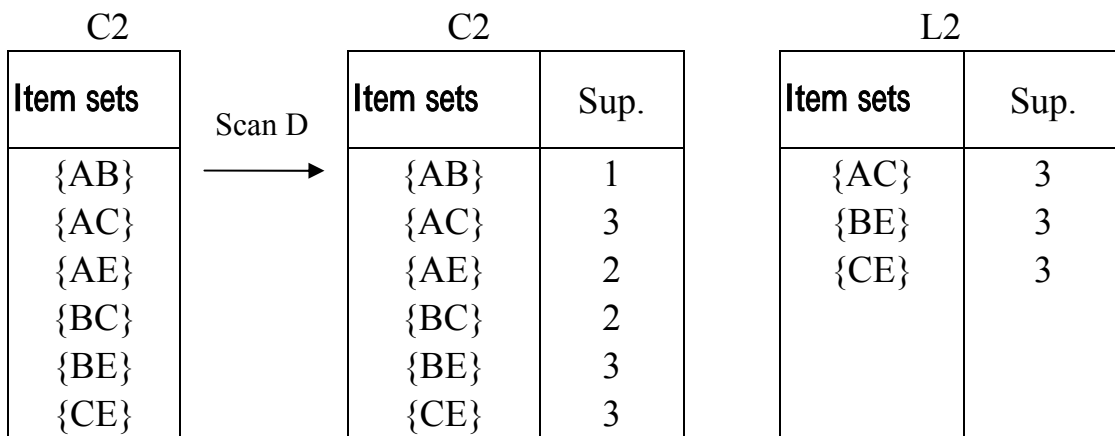 C2 C2 L2
Item sets Scan D Item sets Sup. Item sets Sup.
{AB} {AB} 1 {AC} 3
{AC} {AC} 3 {BE} 3
{AE} {AE} 2 {CE} 3
{BC} {BC} 2
{BE} {BE} 3
{CE} {CE} 3